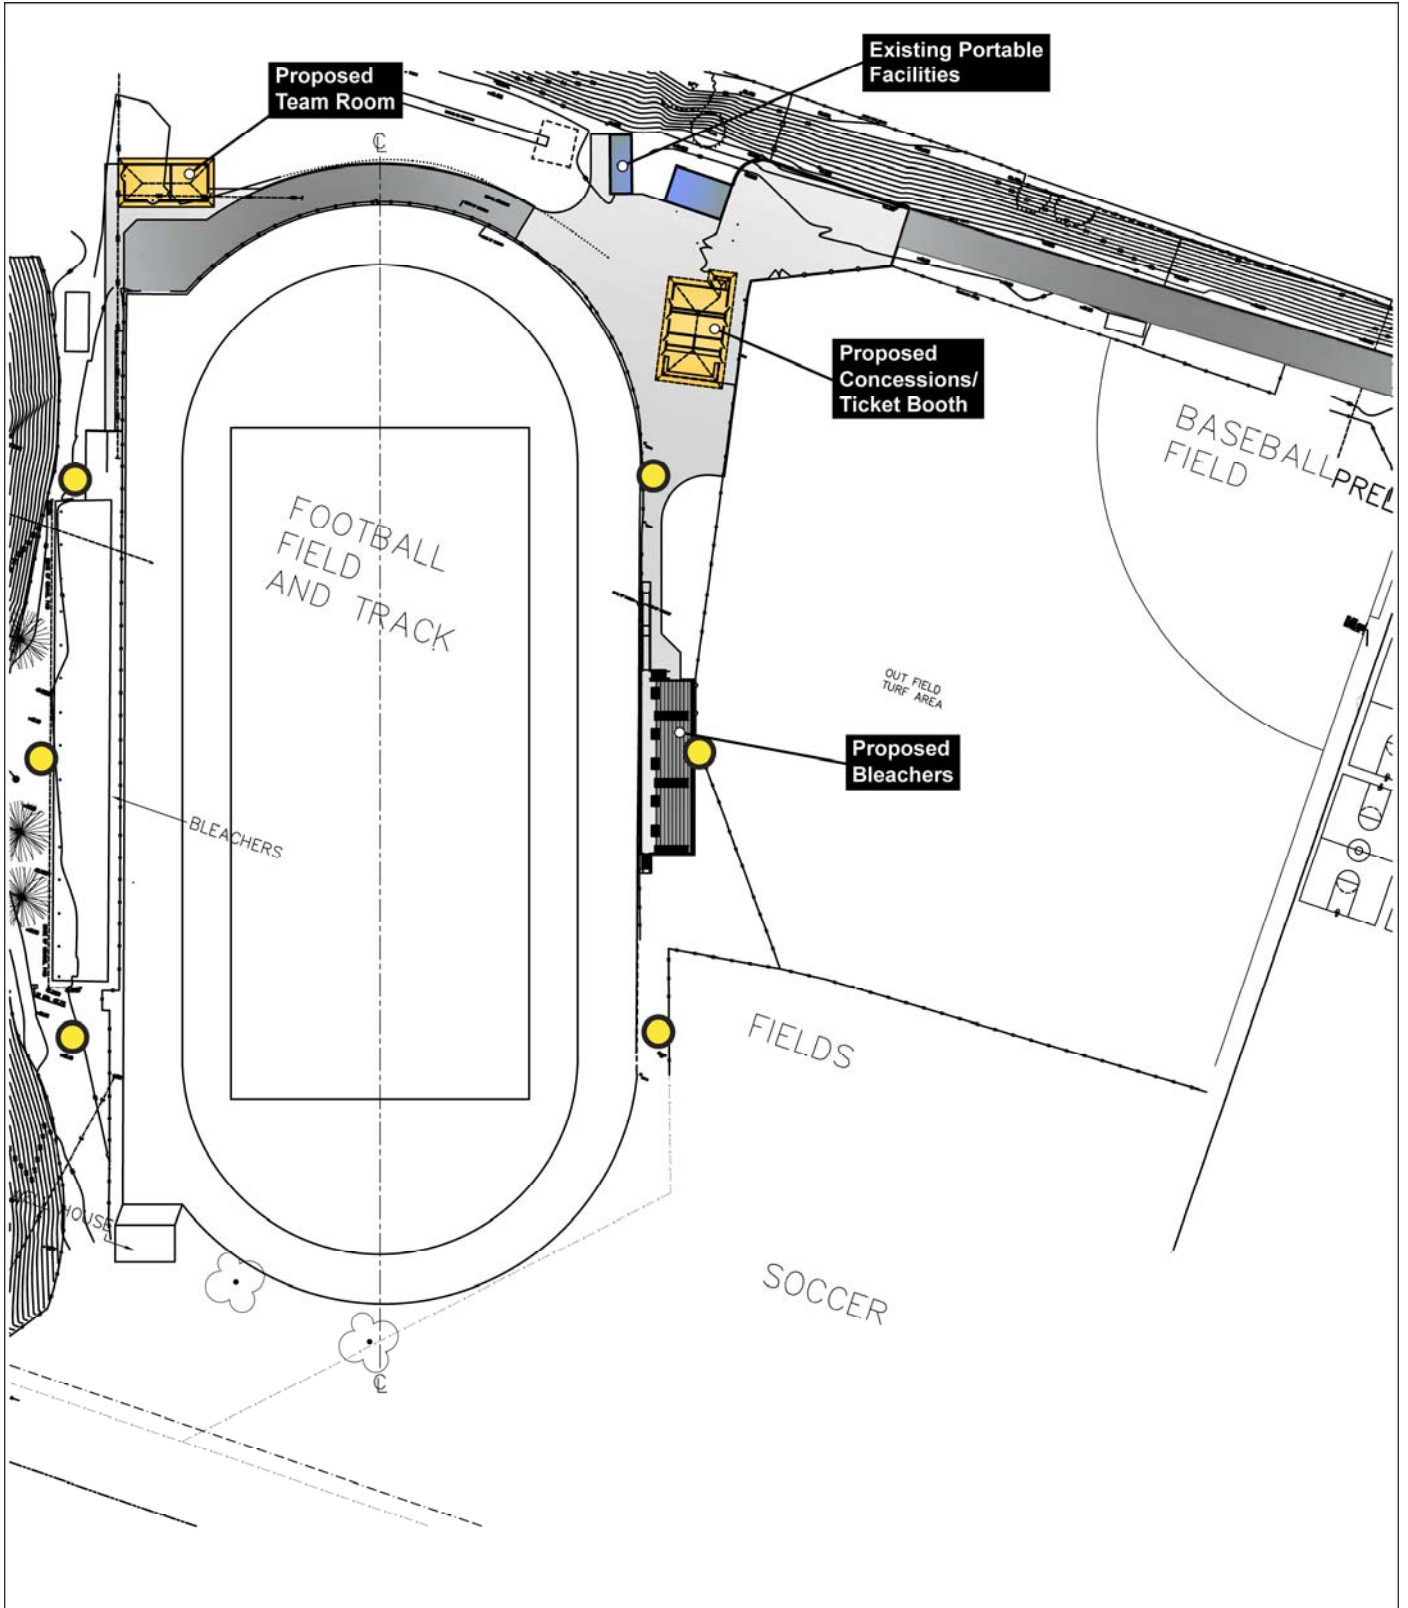 Existing Portable
Facilities
Proposed
Team Room
℄
Proposed
Concessions/
Ticket Booth
BASEBALL
FIELD
PREL
FOOTBALL
FIELD
AND TRACK
OUT FIELD
TURF AREA
Proposed
Bleachers
BLEACHERS
FIELDS
HOUSE
SOCCER
℄